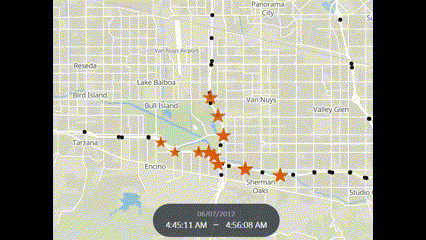 Panorama
City
Van Nuys Airport
Reseda
Lake Balboa
Bird Island
Bull Island
Van Nuys
Valley Glen
Tarzana
Encino
Sherman
Oaks
Studio
06/07/2012
4:45:11 AM – 4:56:08 AM